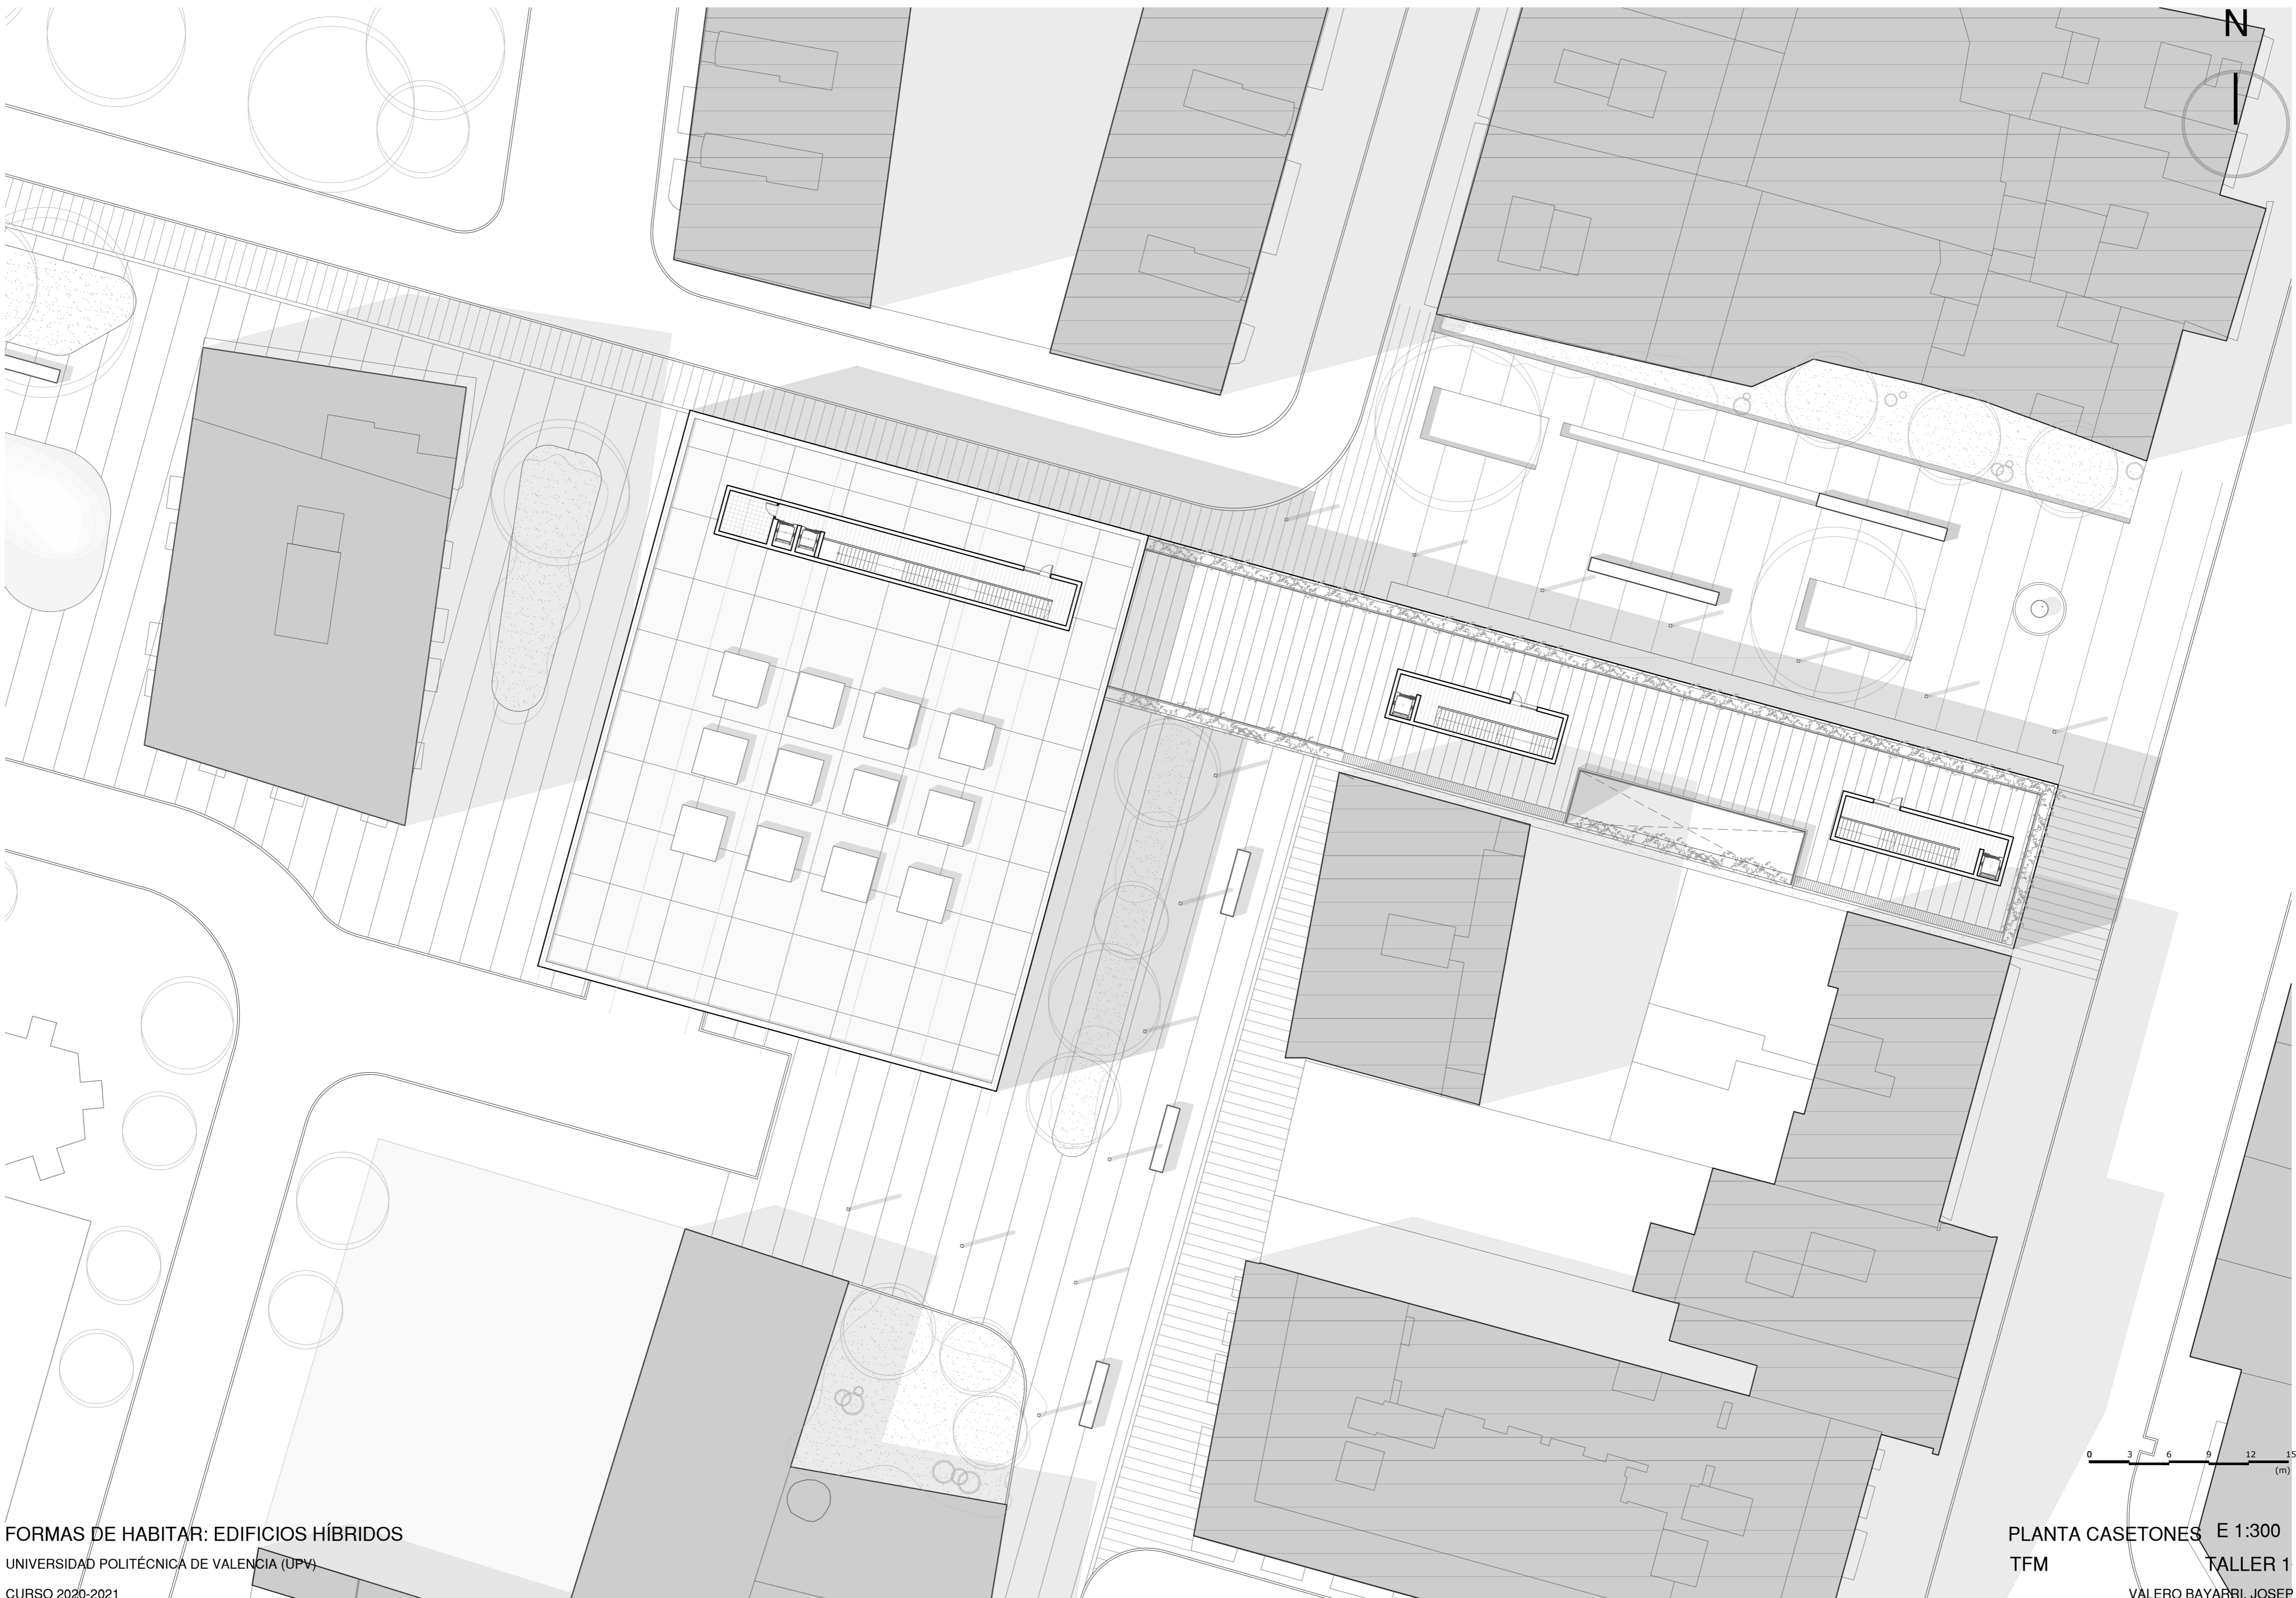 N
0 3 6 9 12 15
(m)
FORMAS DE HABITAR: EDIFICIOS HÍBRIDOS
UNIVERSIDAD POLITÉCNICA DE VALENCIA (UPV)
CURSO 2020-2021
PLANTA CASETONES E 1:300
TFM TALLER 1
VALERO BAYARRI, JOSEP